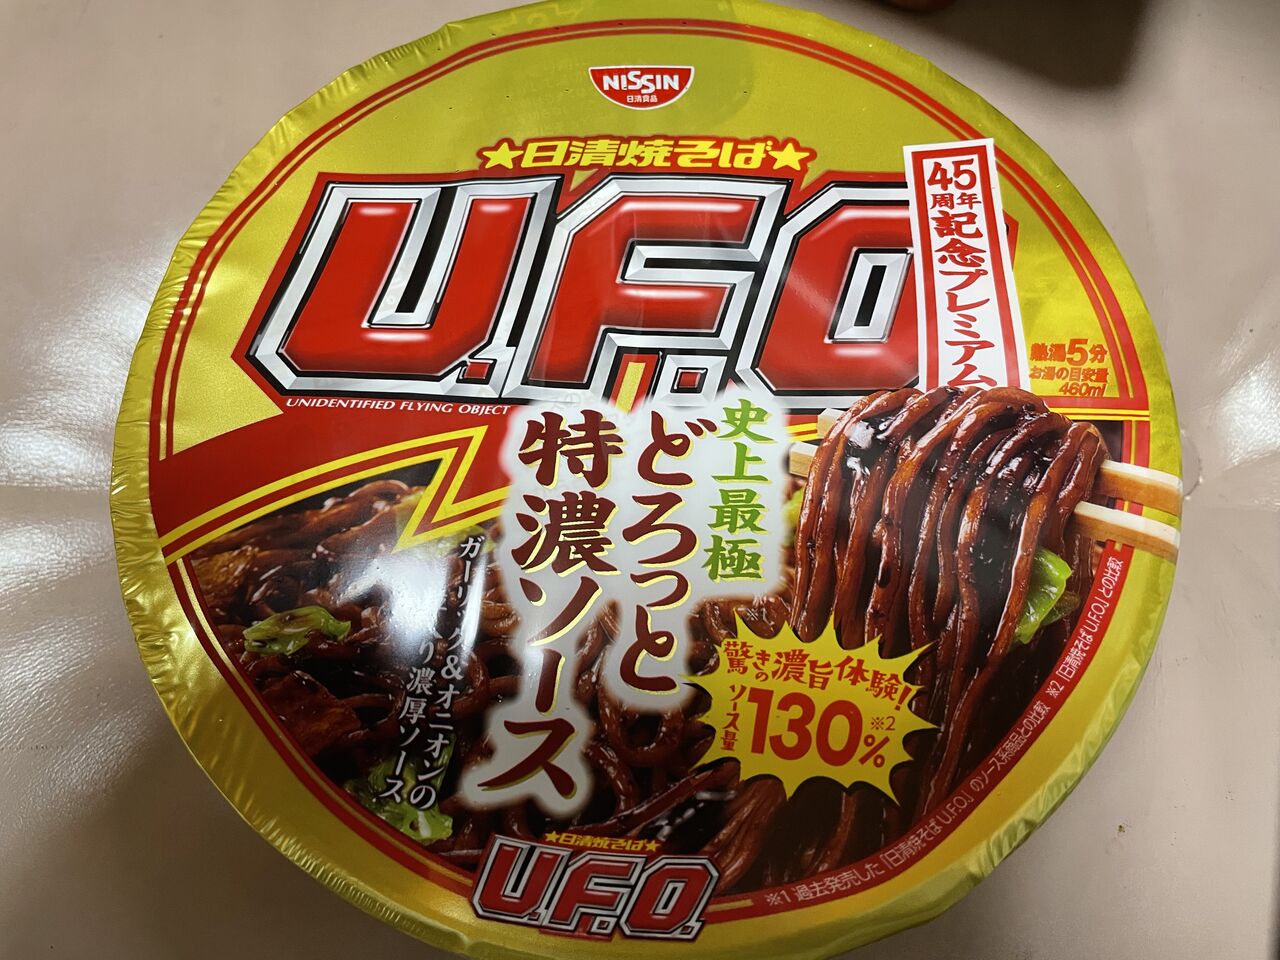 NISSIN
日清食品
★日清焼そば★
U.F.O.
UNIDENTIFIED FLYING OBJECT
45
周年
記念プレミアム
熱湯5分
お湯の目安量
460ml
史上最極
※1
どろっと
特濃ソース
ガーリック&オニオンの
濃厚ソース
驚きの濃旨体験!
ソース量
130%
※2
★日清焼そば★
U.F.O.
※1 過去発売した「日清焼そばU.F.O.」のソース系商品との比較 ※2「日清焼そばU.F.O.」との比較